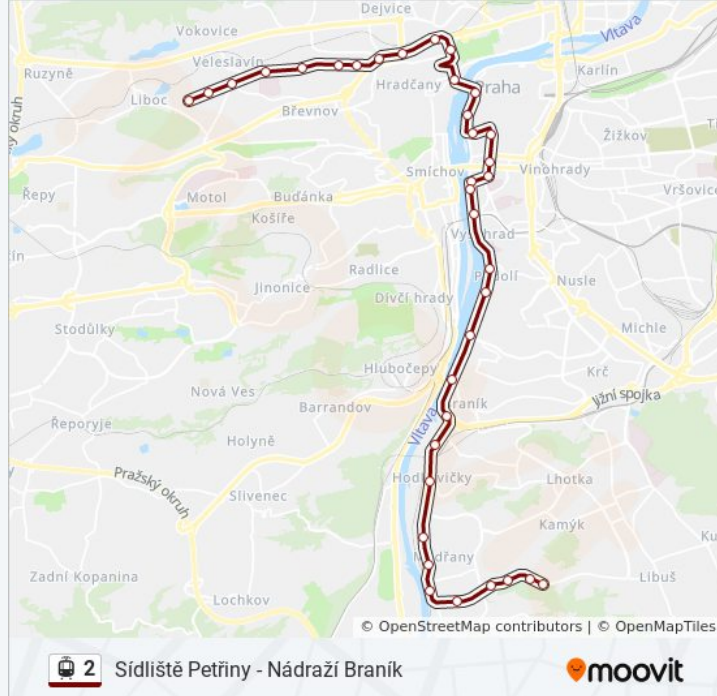 Dejvice
Vokovice
Vltava
Ruzyně
Veleslavín
Karlín
Liboc
Hradčany
Praha
Břevnov
Žižkov
ký okruh
Smíchov
Vinohrady
Řepy
Motol
Buďánka
Vršovice
Košíře
Vyšehrad
Radlice
Podolí
Jinonice
Dívčí hrady
Nusle
Stodůlky
Michle
Hlubočepy
Krč
Nová Ves
Jižní spojka
Barrandov
Braník
Řeporyje
Vltava
Holyně
Pražský okruh
Hodkovičky
Lhotka
Slivenec
Kamýk
Modřany
Zadní Kopanina
Libuš
Lochkov
© OpenStreetMap contributors | © OpenMapTiles
2 Sídliště Petřiny - Nádraží Braník
moovit